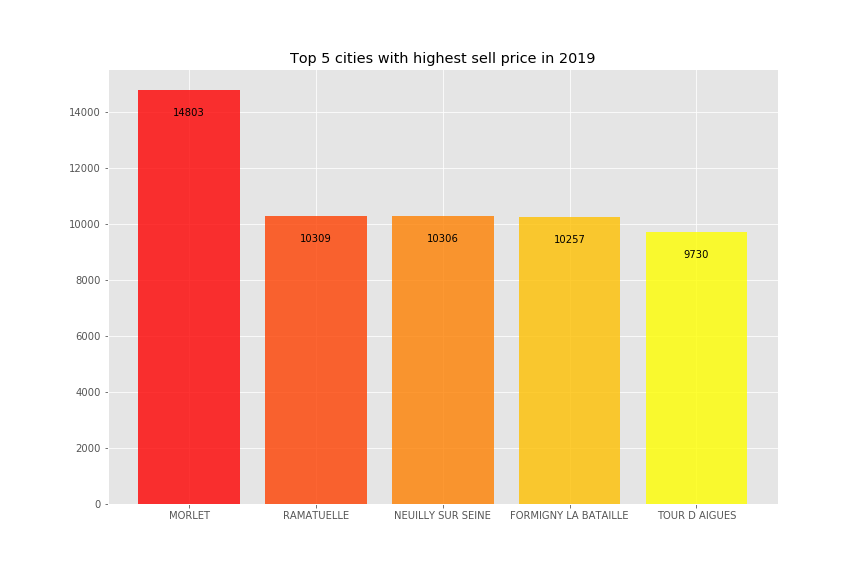 Top 5 cities with highest sell price in 2019
14000
12000
10000
8000
6000
4000
2000
0
14803
10309
10306
10257
9730
MORLET
RAMATUELLE
NEUILLY SUR SEINE
FORMIGNY LA BATAILLE
TOUR D AIGUES